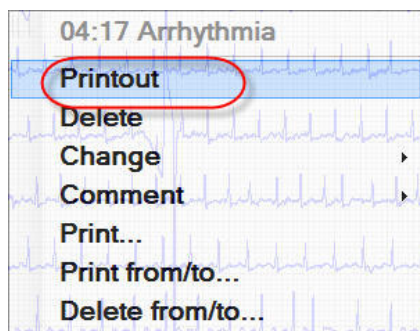 04:17 Arrhythmia
Printout
Delete
Change
Comment
Print...
Print from/to...
Delete from/to...